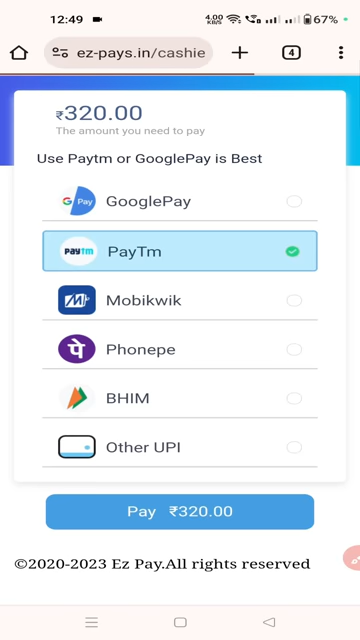 12:49 4.00 KB/S 67%
ez-pays.in/cashie 4
₹320.00
The amount you need to pay
Use Paytm or GooglePay is Best
G Pay GooglePay
paytm PayTm
Mobikwik
पे Phonepe
BHIM
Other UPI
Pay ₹320.00
©2020-2023 Ez Pay.All rights reserved